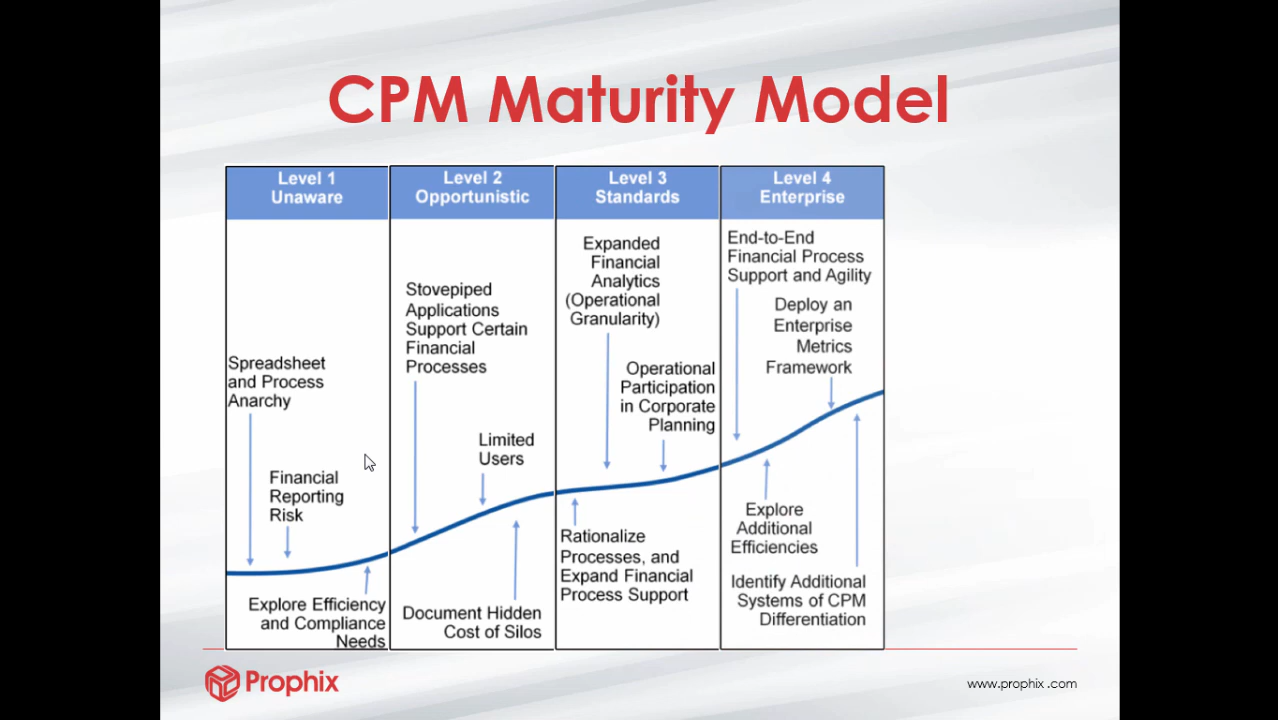 CPM Maturity Model
Level 1
Unaware
Spreadsheet
and Process
Anarchy
Financial
Reporting
Risk
Explore Efficiency
and Compliance
Needs
Level 2
Opportunistic
Stovepiped
Applications
Support Certain
Financial
Processes
Limited
Users
Document Hidden
Cost of Silos
Level 3
Standards
Expanded
Financial
Analytics
(Operational
Granularity)
Operational
Participation
in Corporate
Planning
Rationalize
Processes, and
Expand Financial
Process Support
Level 4
Enterprise
End-to-End
Financial Process
Support and Agility
Deploy an
Enterprise
Metrics
Framework
Explore
Additional
Efficiencies
Identify Additional
Systems of CPM
Differentiation
Prophix
www.prophix.com